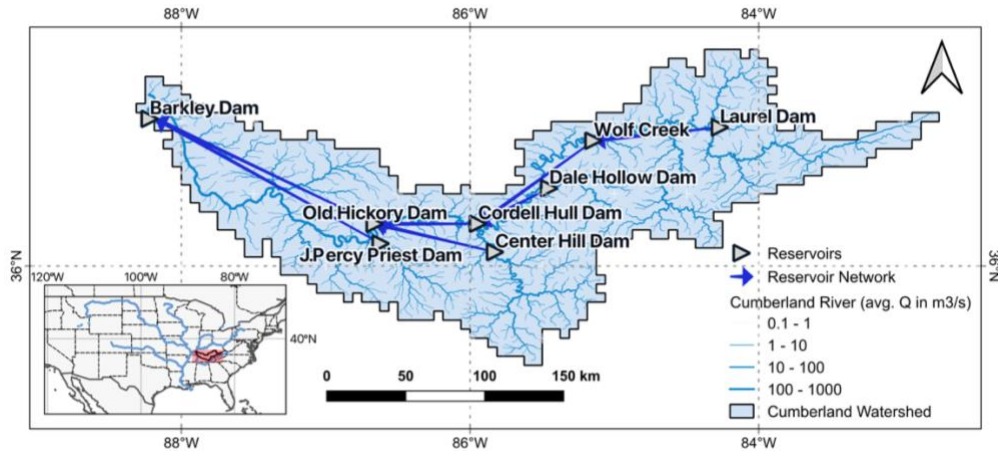 88°W 86°W 84°W
Barkley Dam
Laurel Dam
Wolf Creek
Dale Hollow Dam
Old Hickory Dam
Cordell Hull Dam
Center Hill Dam
J.Percy Priest Dam
36°N
36°N
120°W 100°W 80°W
40°N
0 50 100 150 km
Reservoirs
Reservoir Network
Cumberland River (avg. Q in m3/s)
0.1 - 1
1 - 10
10 - 100
100 - 1000
Cumberland Watershed
88°W 86°W 84°W